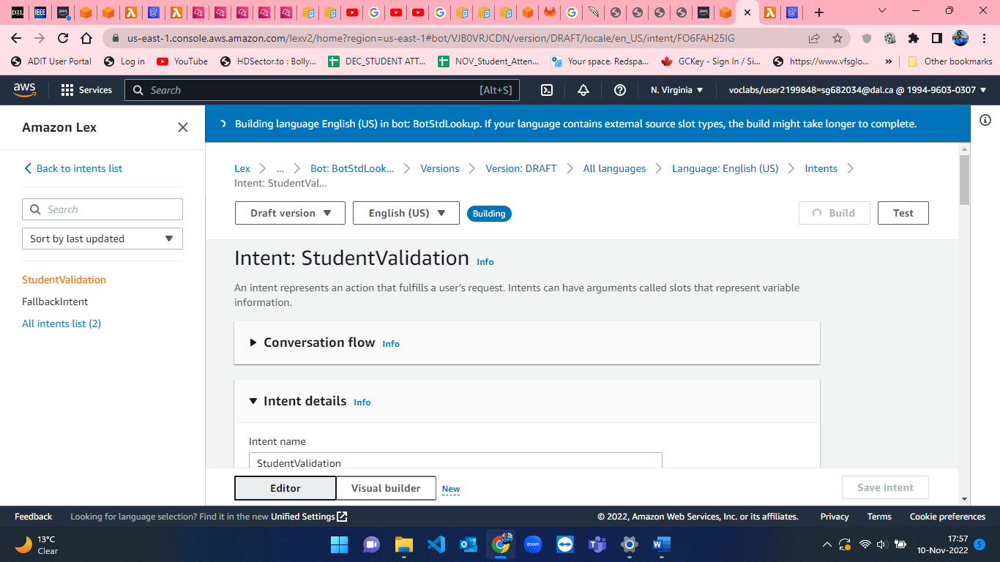 D2L
IEEE
aws
aws
us-east-1.console.aws.amazon.com/lexv2/home?region=us-east-1#bot/VJB0VRJCDN/version/DRAFT/locale/en_US/intent/FO6FAH25IG
ADIT User Portal
Log in
YouTube
HDSector.to : Bolly...
DEC_STUDENT ATT...
NOV_Student_Atten...
Your space. Redspa...
GCKey - Sign In / Si...
https://www.vfsglo...
»
Other bookmarks
aws
Services
Search
[Alt+S]
N. Virginia
voclabs/user2199848=sg682034@dal.ca @ 1994-9603-0307
Amazon Lex
Building language English (US) in bot: BotStdLookup. If your language contains external source slot types, the build might take longer to complete.
Back to intents list
Lex
...
Bot: BotStdLook...
Versions
Version: DRAFT
All languages
Language: English (US)
Intents
Intent: StudentVal...
Search
Draft version
English (US)
Building
Build
Test
Sort by last updated
Intent: StudentValidation Info
StudentValidation
An intent represents an action that fulfills a user's request. Intents can have arguments called slots that represent variable
information.
FallbackIntent
All intents list (2)
Conversation flow Info
Intent details Info
Intent name
StudentValidation
Editor
Visual builder
New
Save intent
Feedback
Looking for language selection? Find it in the new Unified Settings
© 2022, Amazon Web Services, Inc. or its affiliates.
Privacy
Terms
Cookie preferences
13°C
Clear
zoom
17:57
10-Nov-2022
5